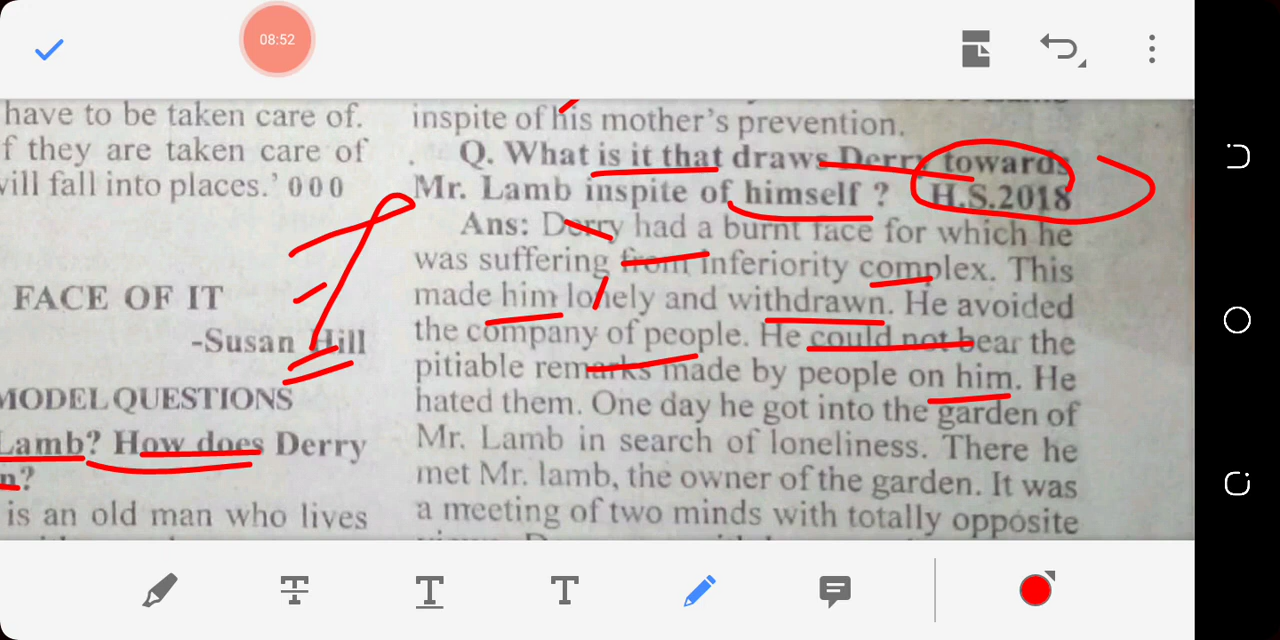 08:52
have to be taken care of.
f they are taken care of
will fall into places.' 000
FACE OF IT
-Susan Hill
MODEL QUESTIONS
Lamb? How does Derry
n?
is an old man who lives
inspite of his mother's prevention.
Q. What is it that draws Derry towards
Mr. Lamb inspite of himself ? H.S.2018
Ans: Derry had a burnt face for which he
was suffering from inferiority complex. This
made him lonely and withdrawn. He avoided
the company of people. He could not bear the
pitiable remarks made by people on him. He
hated them. One day he got into the garden of
Mr. Lamb in search of loneliness. There he
met Mr. lamb, the owner of the garden. It was
a meeting of two minds with totally opposite